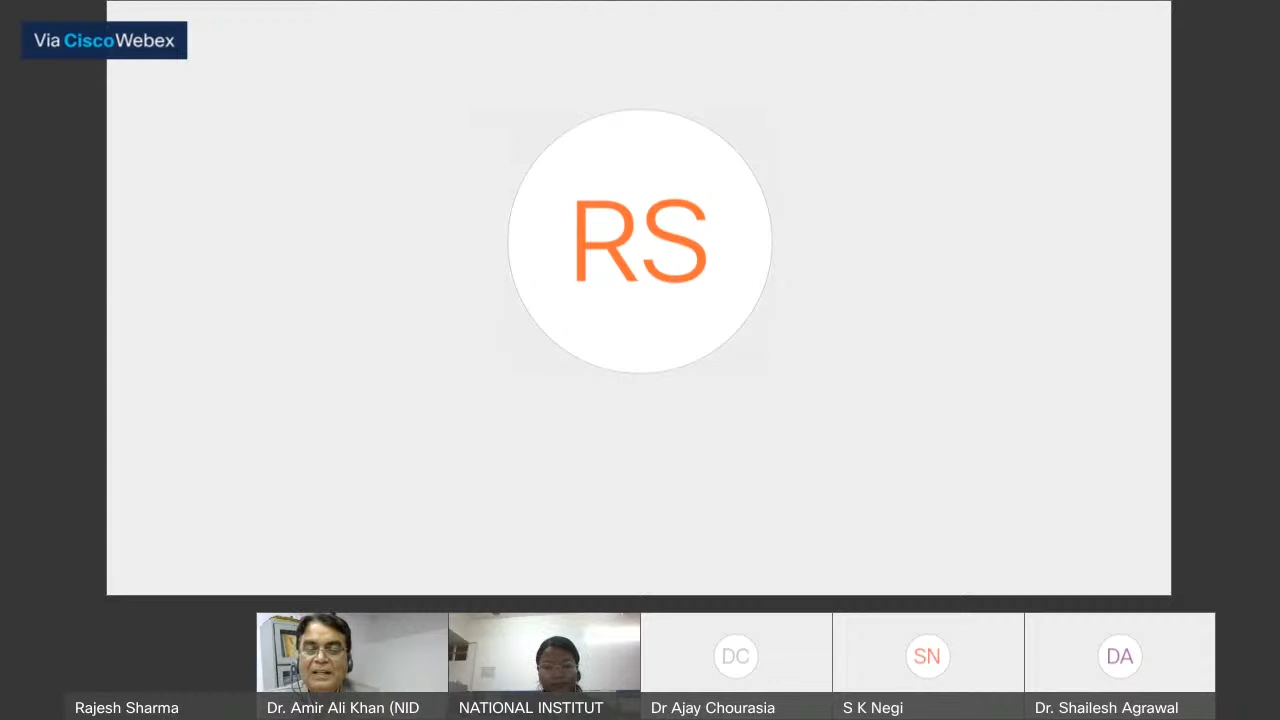 Via CiscoWebex
RS
DC
SN
DA
Rajesh Sharma
Dr. Amir Ali Khan (NID
NATIONAL INSTITUT
Dr Ajay Chourasia
S K Negi
Dr. Shailesh Agrawal